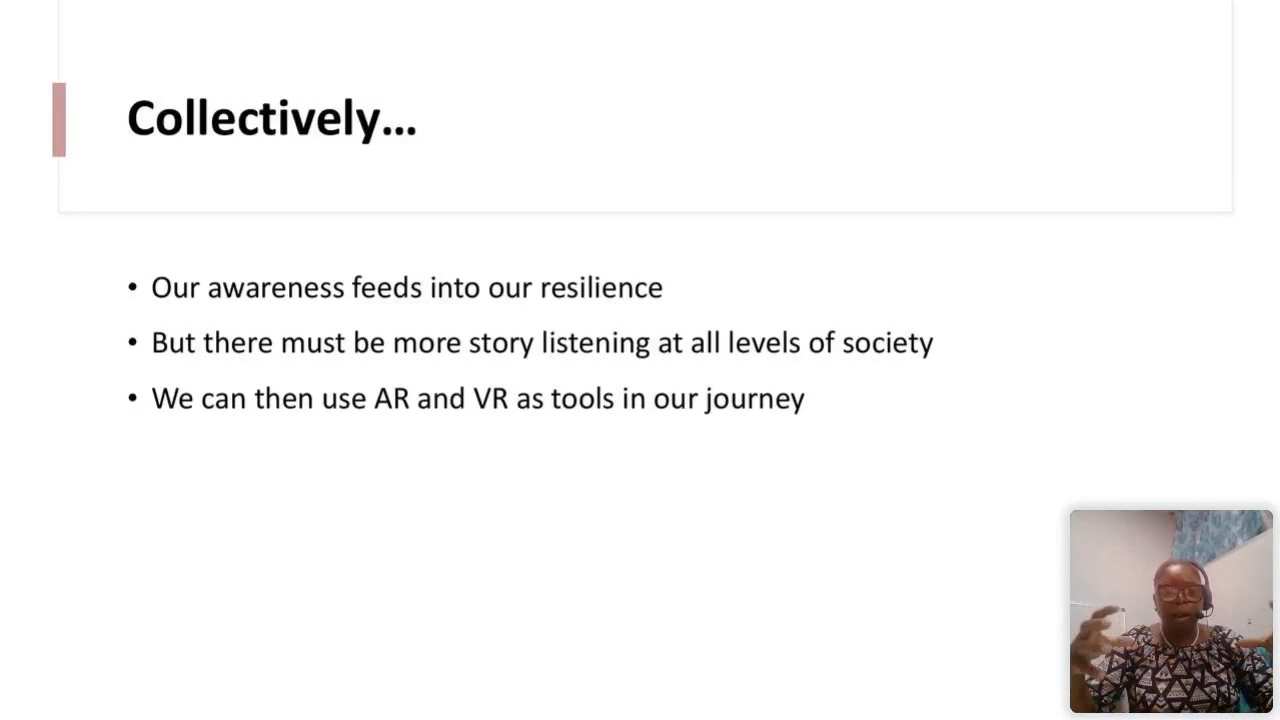 Collectively...
• Our awareness feeds into our resilience
• But there must be more story listening at all levels of society
• We can then use AR and VR as tools in our journey